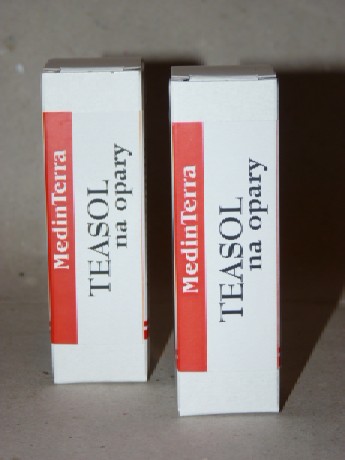 MedinTerra
TEASOL
na opary
MedinTerra
TEASOL
na opary